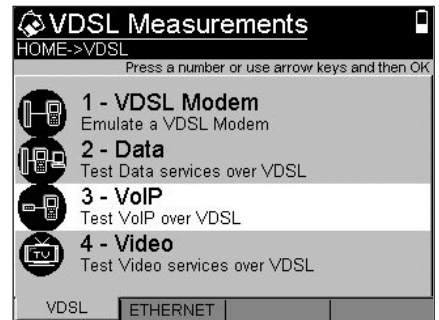 VDSL Measurements
HOME->VDSL
Press a number or use arrow keys and then OK
1 - VDSL Modem
Emulate a VDSL Modem
2 - Data
Test Data services over VDSL
3 - VoIP
Test VoIP over VDSL
TV
4 - Video
Test Video services over VDSL
VDSL ETHERNET